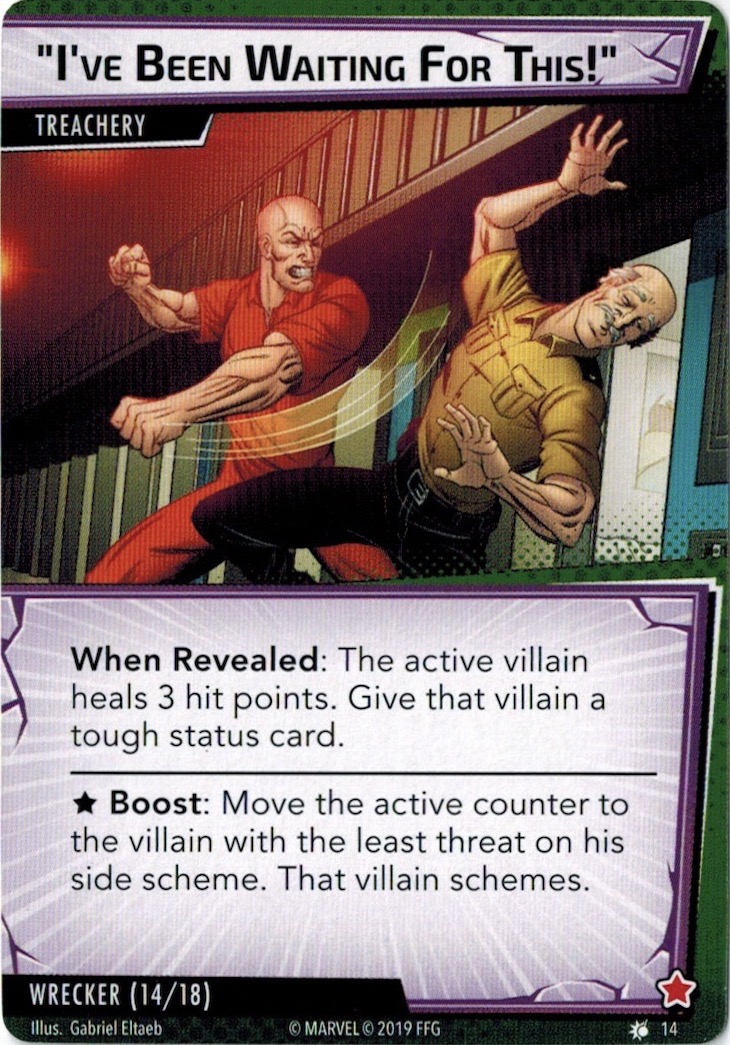 "I've Been Waiting For This!"
TREACHERY
When Revealed: The active villain
heals 3 hit points. Give that villain a
tough status card.
★ Boost: Move the active counter to
the villain with the least threat on his
side scheme. That villain schemes.
WRECKER (14/18)
Illus. Gabriel Eltaeb © MARVEL © 2019 FFG 14